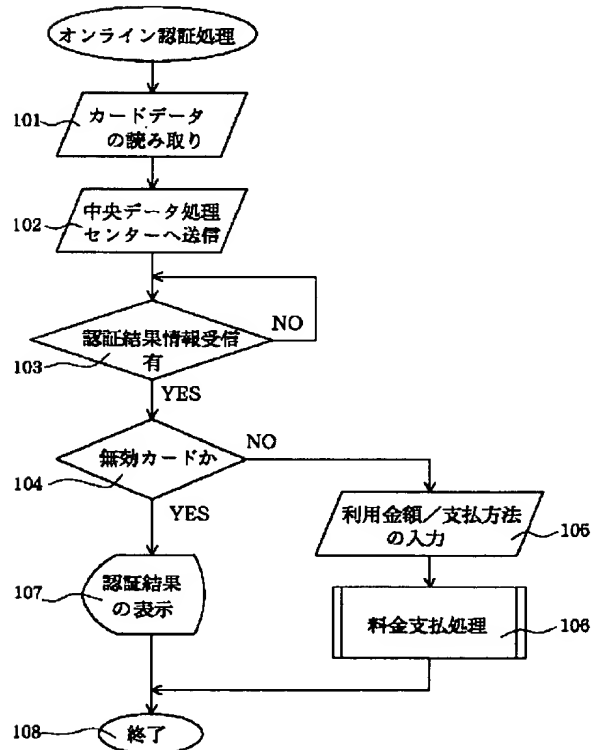 オンライン認証処理
101
カードデータ
の読み取り
102
中央データ処理
センターへ送信
103
認証結果情報受信
有
NO
YES
104
無効カードか
NO
YES
利用金額／支払方法
の入力
105
107
認証結果
の表示
料金支払処理
106
108
終了